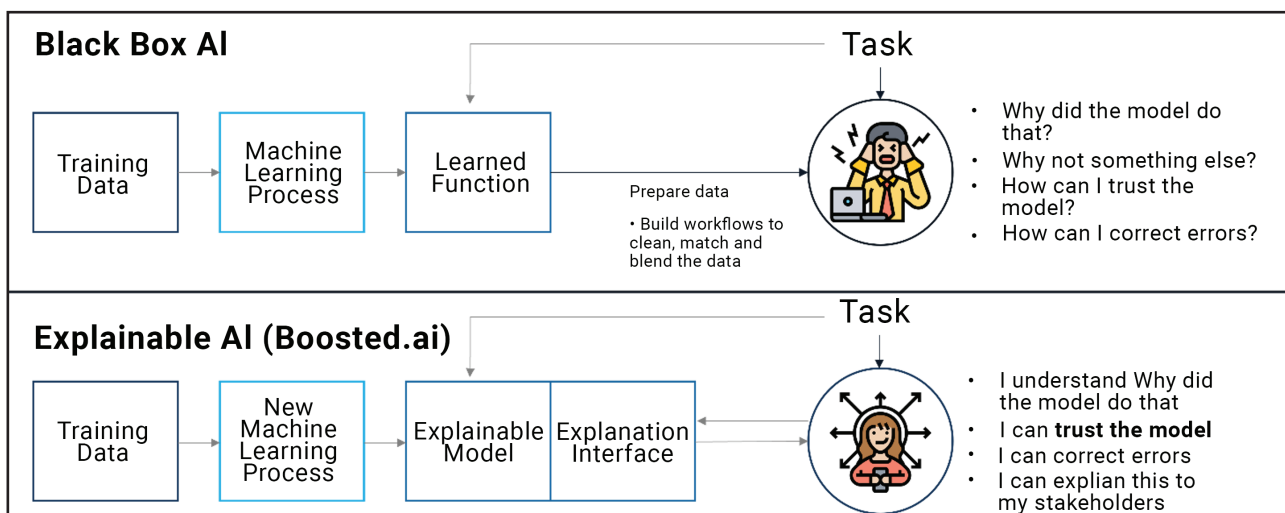 Black Box AI
Task
Training
Data
Machine
Learning
Process
Learned
Function
Prepare data
• Build workflows to
clean, match and
blend the data
• Why did the model do
that?
• Why not something else?
• How can I trust the
model?
• How can I correct errors?
Explainable AI (Boosted.ai)
Task
Training
Data
New
Machine
Learning
Process
Explainable
Model
Explanation
Interface
• I understand Why did
the model do that
• I can trust the model
• I can correct errors
• I can explian this to
my stakeholders